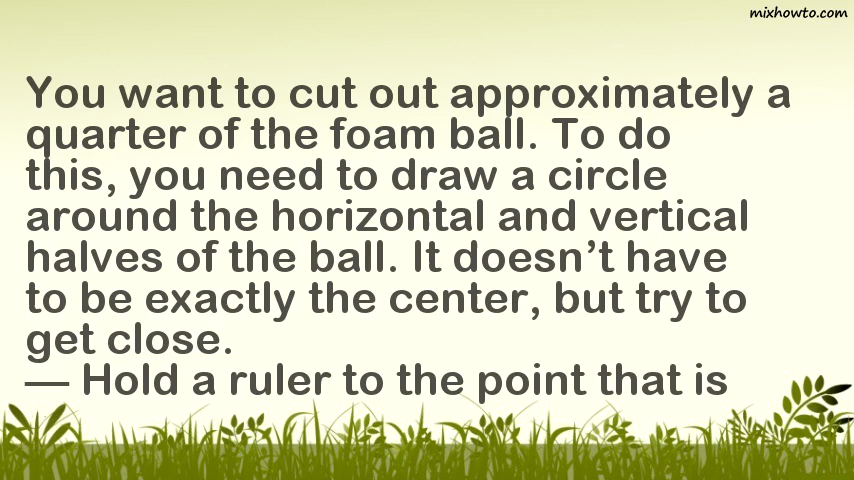 mixhowto.com
You want to cut out approximately a
quarter of the foam ball. To do
this, you need to draw a circle
around the horizontal and vertical
halves of the ball. It doesn’t have
to be exactly the center, but try to
get close.
— Hold a ruler to the point that is